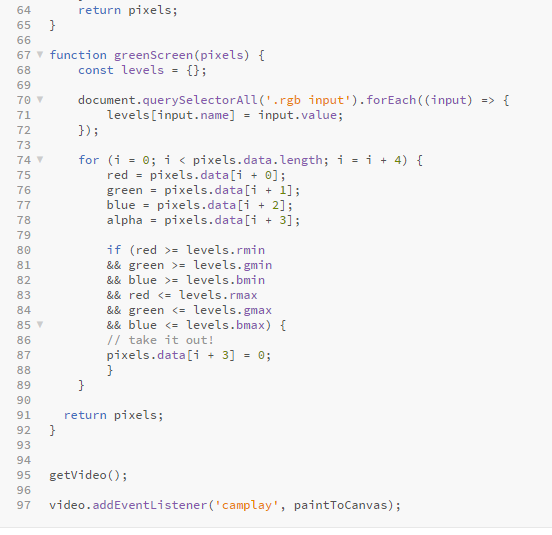 64 return pixels;
65 }
66
67 function greenScreen(pixels) {
68 const levels = {};
69
70 document.querySelectorAll('.rgb input').forEach((input) => {
71 levels[input.name] = input.value;
72 });
73
74 for (i = 0; i < pixels.data.length; i = i + 4) {
75 red = pixels.data[i + 0];
76 green = pixels.data[i + 1];
77 blue = pixels.data[i + 2];
78 alpha = pixels.data[i + 3];
79
80 if (red >= levels.rmin
81 && green >= levels.gmin
82 && blue >= levels.bmin
83 && red <= levels.rmax
84 && green <= levels.gmax
85 && blue <= levels.bmax) {
86 // take it out!
87 pixels.data[i + 3] = 0;
88 }
89 }
90
91 return pixels;
92 }
93
94
95 getVideo();
96
97 video.addEventListener('camplay', paintToCanvas);